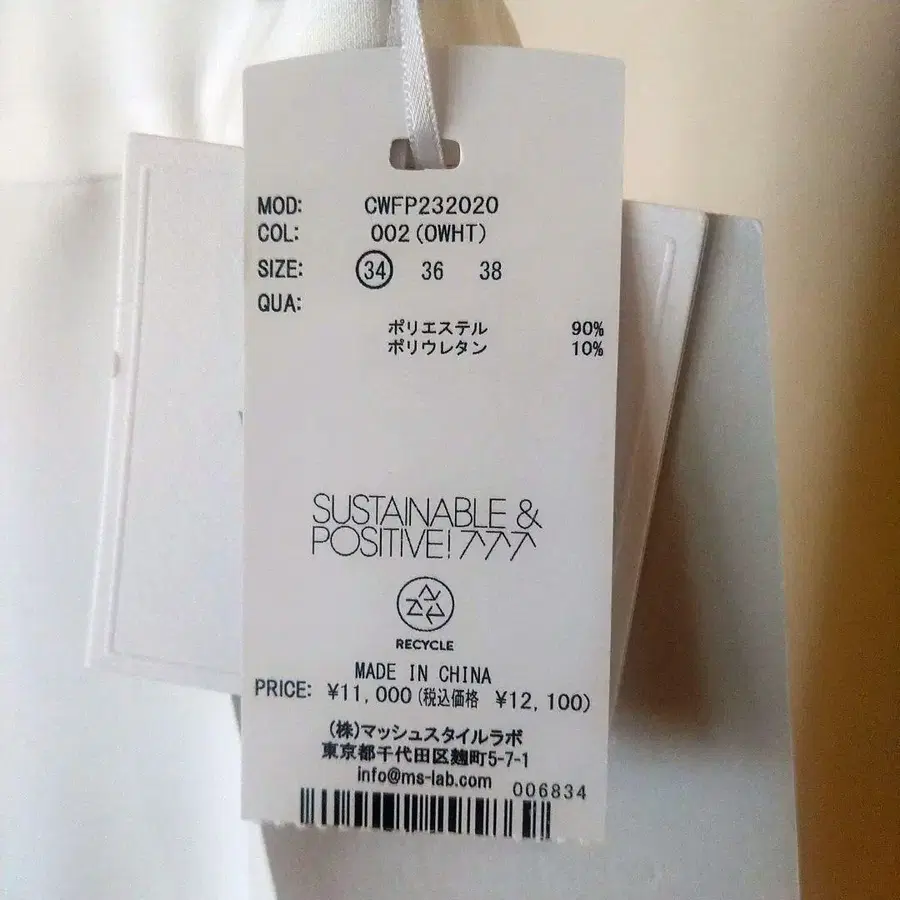 MOD: CWFP232020
COL: 002(OWHT)
SIZE: 34 36 38
QUA:
ポリエステル 90%
ポリウレタン 10%
SUSTAINABLE &
POSITIVE!
RECYCLE
MADE IN CHINA
PRICE: ¥11,000(税込価格 ¥12,100)
(株)マッシュスタイルラボ
東京都千代田区麹町5-7-1
info@ms-lab.com 006834